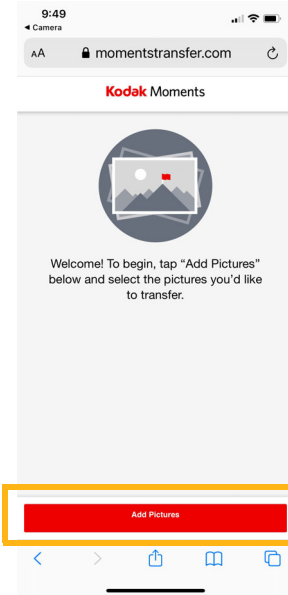 9:49
◀ Camera
AA momentstransfer.com
Kodak Moments
Welcome! To begin, tap “Add Pictures”
below and select the pictures you’d like
to transfer.
Add Pictures